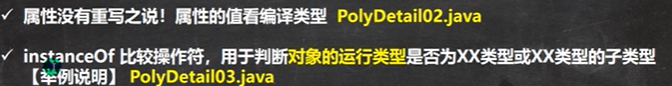 ✓ 属性没有重写之说！属性的值看编译类型 PolyDetail02.java
✓ instanceOf 比较操作符，用于判断对象的运行类型是否为XX类型或XX类型的子类型
【举例说明】PolyDetail03.java